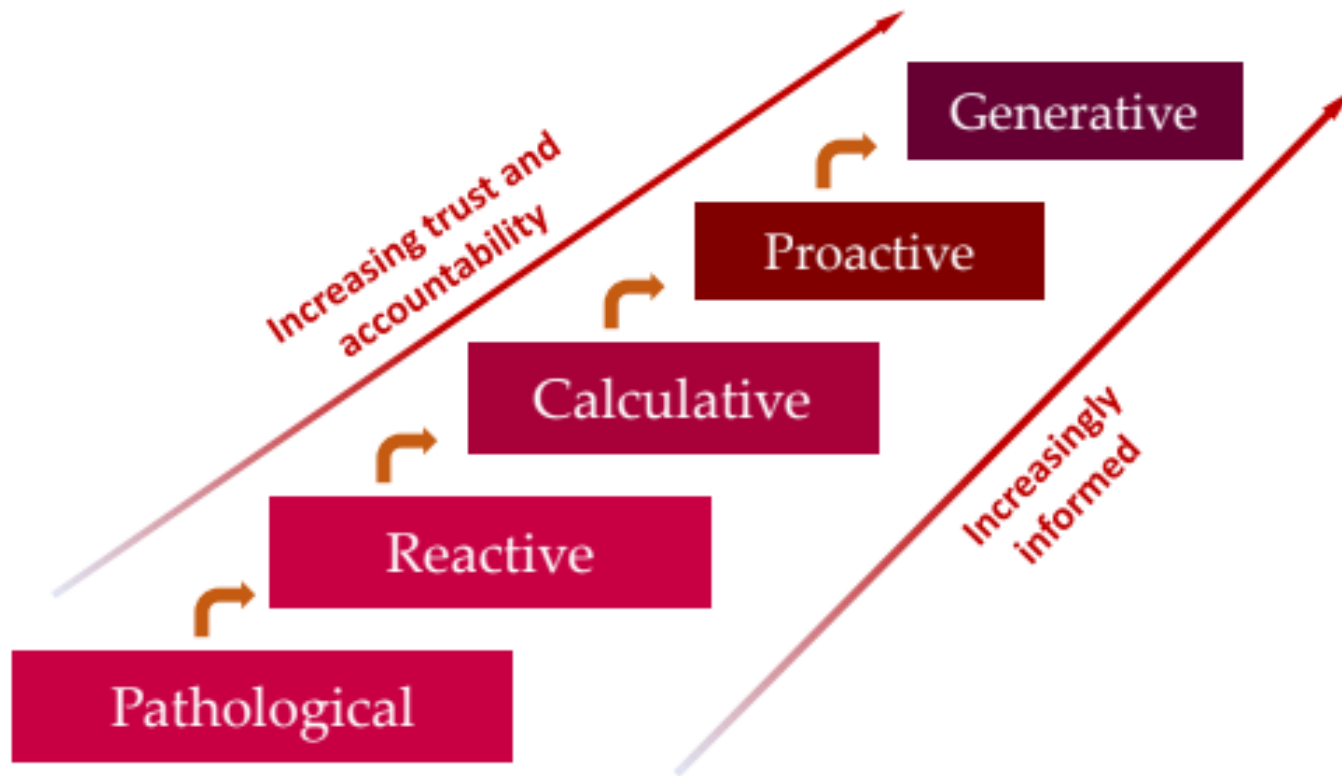 Generative
Proactive
Increasing trust and
accountability
Calculative
Increasingly
informed
Reactive
Pathological